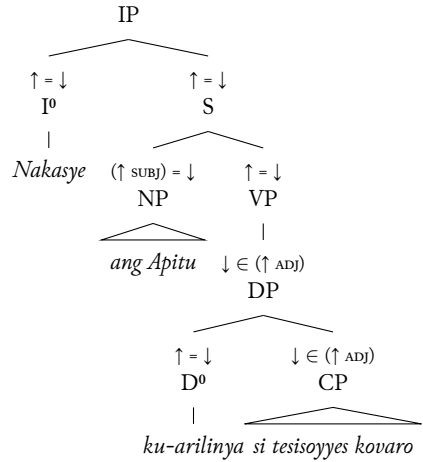 IP
↑ = ↓ ↑ = ↓
I⁰ S
Nakasye (↑ SUBJ) = ↓ ↑ = ↓
NP VP
ang Apitu ↓ ∈ (↑ ADJ)
DP
↑ = ↓ ↓ ∈ (↑ ADJ)
D⁰ CP
ku-arilinya si tesisoyyes kovaro